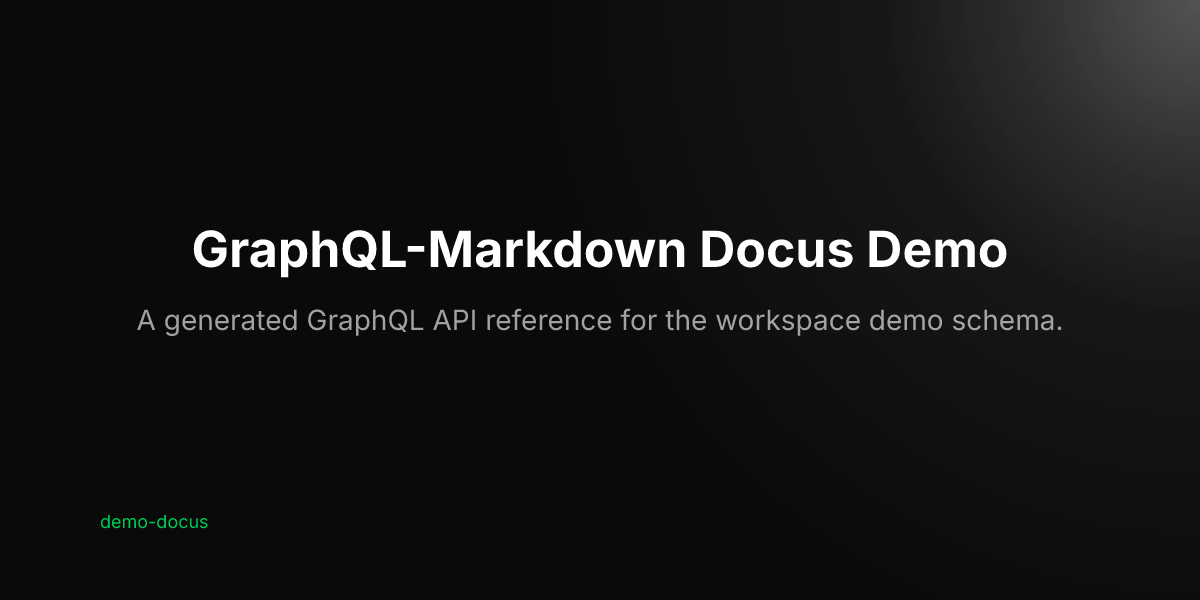 GraphQL-Markdown Docus Demo
A generated GraphQL API reference for the workspace demo schema.
demo-docus